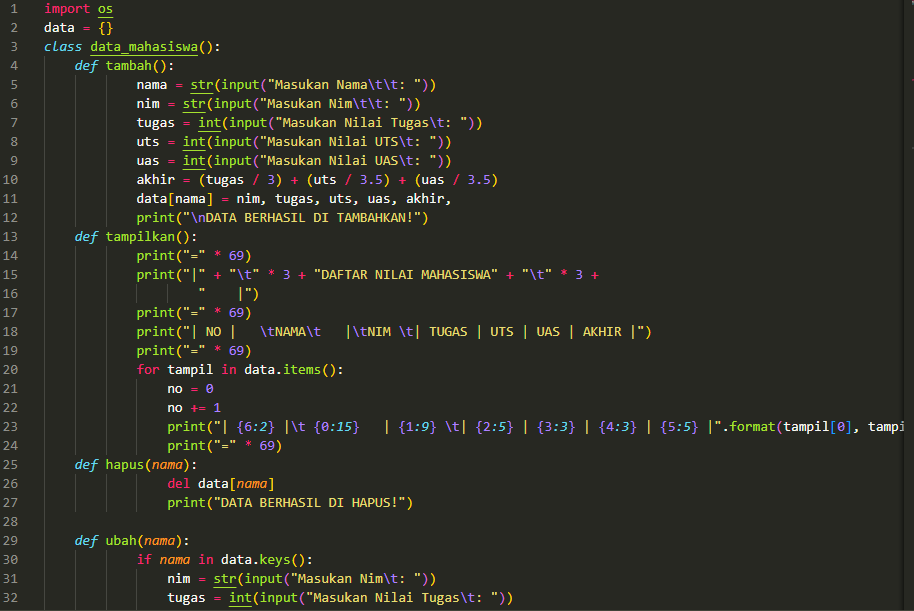 1 import os
2 data = {}
3 class data_mahasiswa():
4     def tambah():
5             nama = str(input("Masukan Nama\t\t: "))
6             nim = str(input("Masukan Nim\t\t: "))
7             tugas = int(input("Masukan Nilai Tugas\t: "))
8             uts = int(input("Masukan Nilai UTS\t: "))
9             uas = int(input("Masukan Nilai UAS\t: "))
10             akhir = (tugas / 3) + (uts / 3.5) + (uas / 3.5)
11             data[nama] = nim, tugas, uts, uas, akhir,
12             print("\nDATA BERHASIL DI TAMBAHKAN!")
13     def tampilkan():
14             print("=" * 69)
15             print("|" + "\t" * 3 + "DAFTAR NILAI MAHASISWA" + "\t" * 3 +
16                     "    |")
17             print("=" * 69)
18             print("| NO |   \tNAMA\t   |\tNIM \t| TUGAS | UTS | UAS | AKHIR |")
19             print("=" * 69)
20             for tampil in data.items():
21                 no = 0
22                 no += 1
23                 print("| {6:2} |\t {0:15}   | {1:9} \t| {2:5} | {3:3} | {4:3} | {5:5} |".format(tampil[0], tampi
24                 print("=" * 69)
25     def hapus(nama):
26                 del data[nama]
27                 print("DATA BERHASIL DI HAPUS!")
28
29     def ubah(nama):
30             if nama in data.keys():
31                 nim = str(input("Masukan Nim\t: "))
32                 tugas = int(input("Masukan Nilai Tugas\t: "))